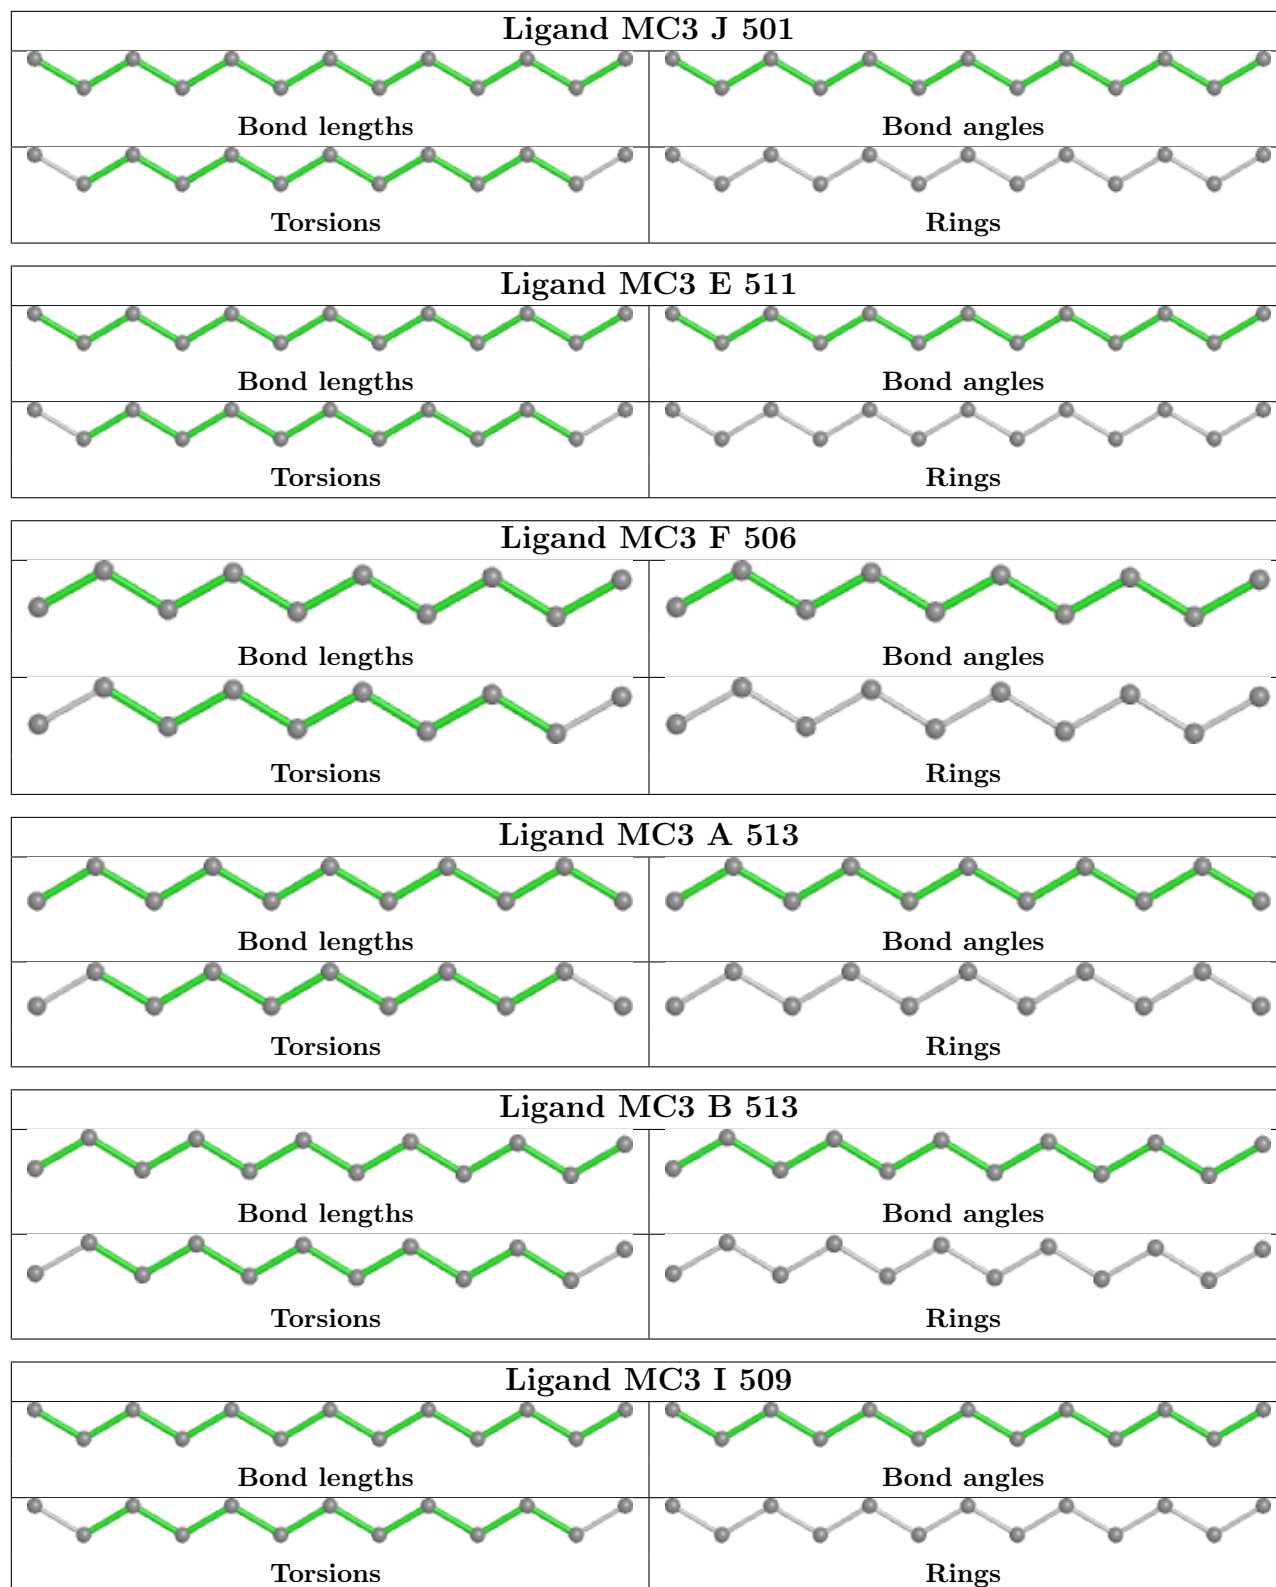 Ligand MC3 J 501
Bond lengths Bond angles
Torsions Rings
Ligand MC3 E 511
Bond lengths Bond angles
Torsions Rings
Ligand MC3 F 506
Bond lengths Bond angles
Torsions Rings
Ligand MC3 A 513
Bond lengths Bond angles
Torsions Rings
Ligand MC3 B 513
Bond lengths Bond angles
Torsions Rings
Ligand MC3 I 509
Bond lengths Bond angles
Torsions Rings